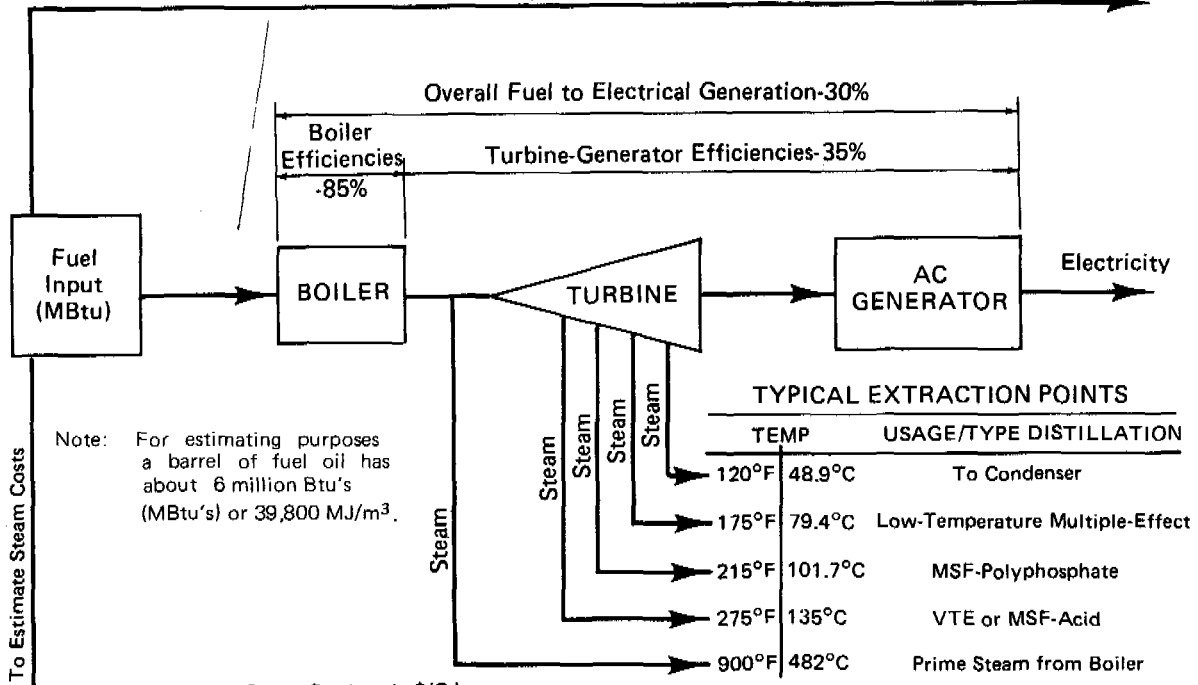 Overall Fuel to Electrical Generation-30%
Boiler
Efficiencies
-85%
Turbine-Generator Efficiencies-35%
Fuel
Input
(MBtu)
BOILER
TURBINE
AC
GENERATOR
Electricity
Note: For estimating purposes
a barrel of fuel oil has
about 6 million Btu's
(MBtu's) or 39,800 MJ/m³.
To Estimate Steam Costs
Steam
Steam
Steam
Steam
Steam
TYPICAL EXTRACTION POINTS
TEMP USAGE/TYPE DISTILLATION
120°F 48.9°C To Condenser
175°F 79.4°C Low-Temperature Multiple-Effect
215°F 101.7°C MSF-Polyphosphate
275°F 135°C VTE or MSF-Acid
900°F 482°C Prime Steam from Boiler